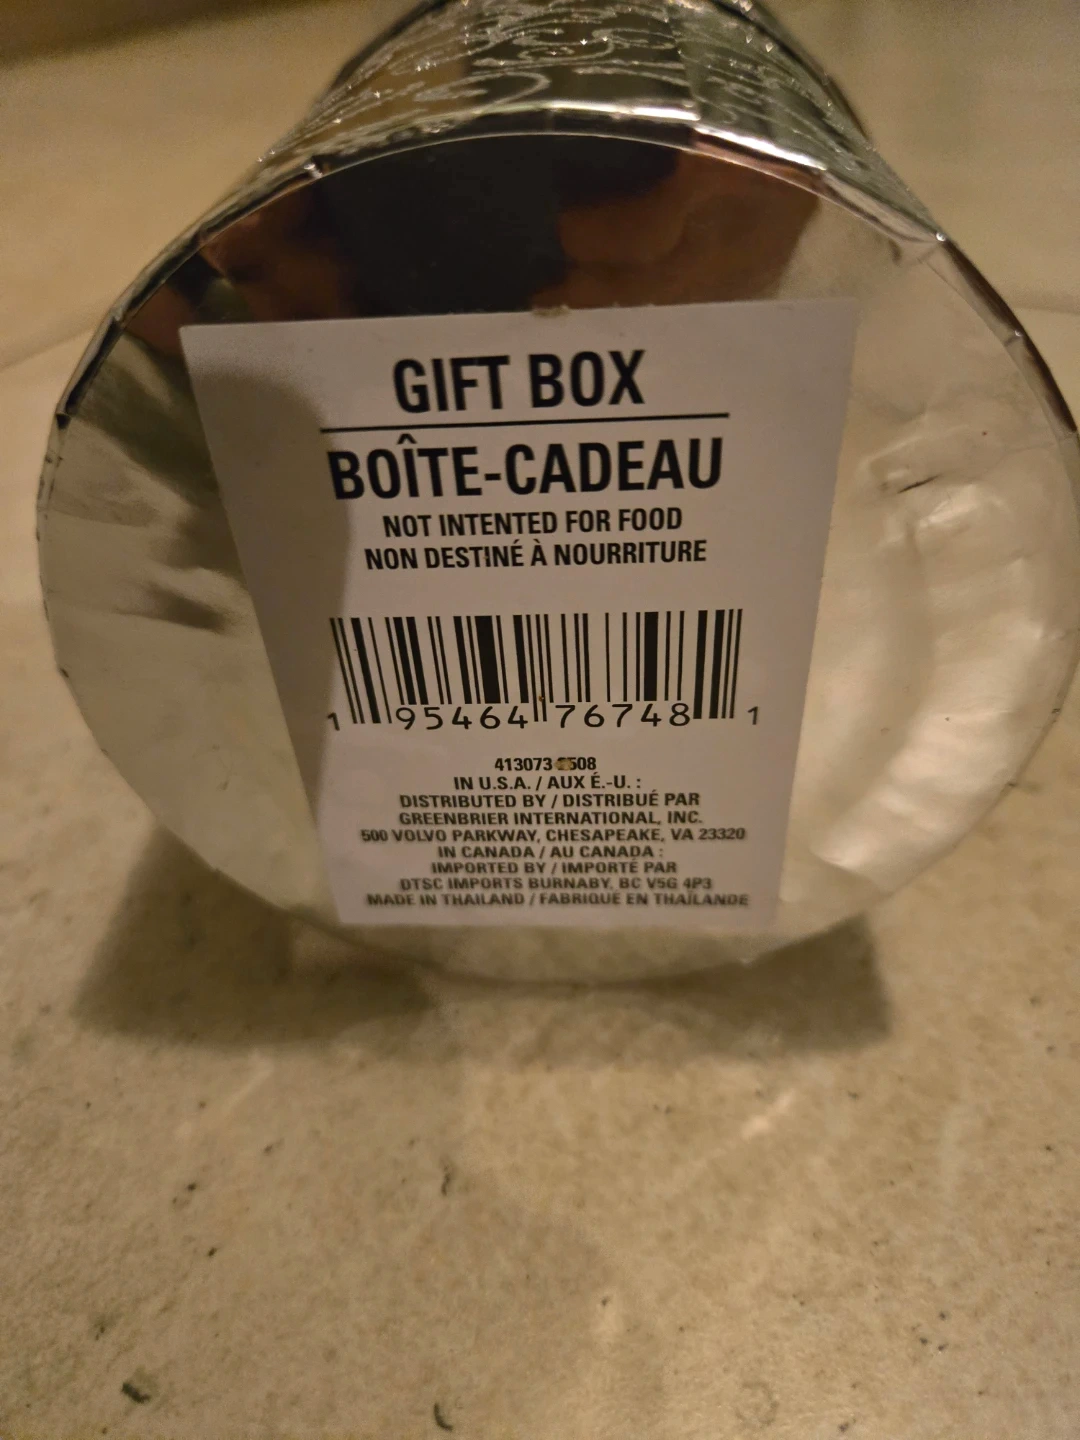 GIFT BOX
BOÎTE-CADEAU
NOT INTENTED FOR FOOD
NON DESTINÉ À NOURRITURE
1 95464 76748 1
413073
IN U.S.A. / AUX É.-U. :
DISTRIBUTED BY / DISTRIBUÉ PAR
GREENBRIER INTERNATIONAL, INC.
500 VOLVO PARKWAY, CHESAPEAKE, VA 23320
IN CANADA / AU CANADA :
IMPORTED BY / IMPORTÉ PAR
DTSC IMPORTS BURNABY, BC V5G 4P3
MADE IN THAILAND / FABRIQUÉ EN THAÏLANDE